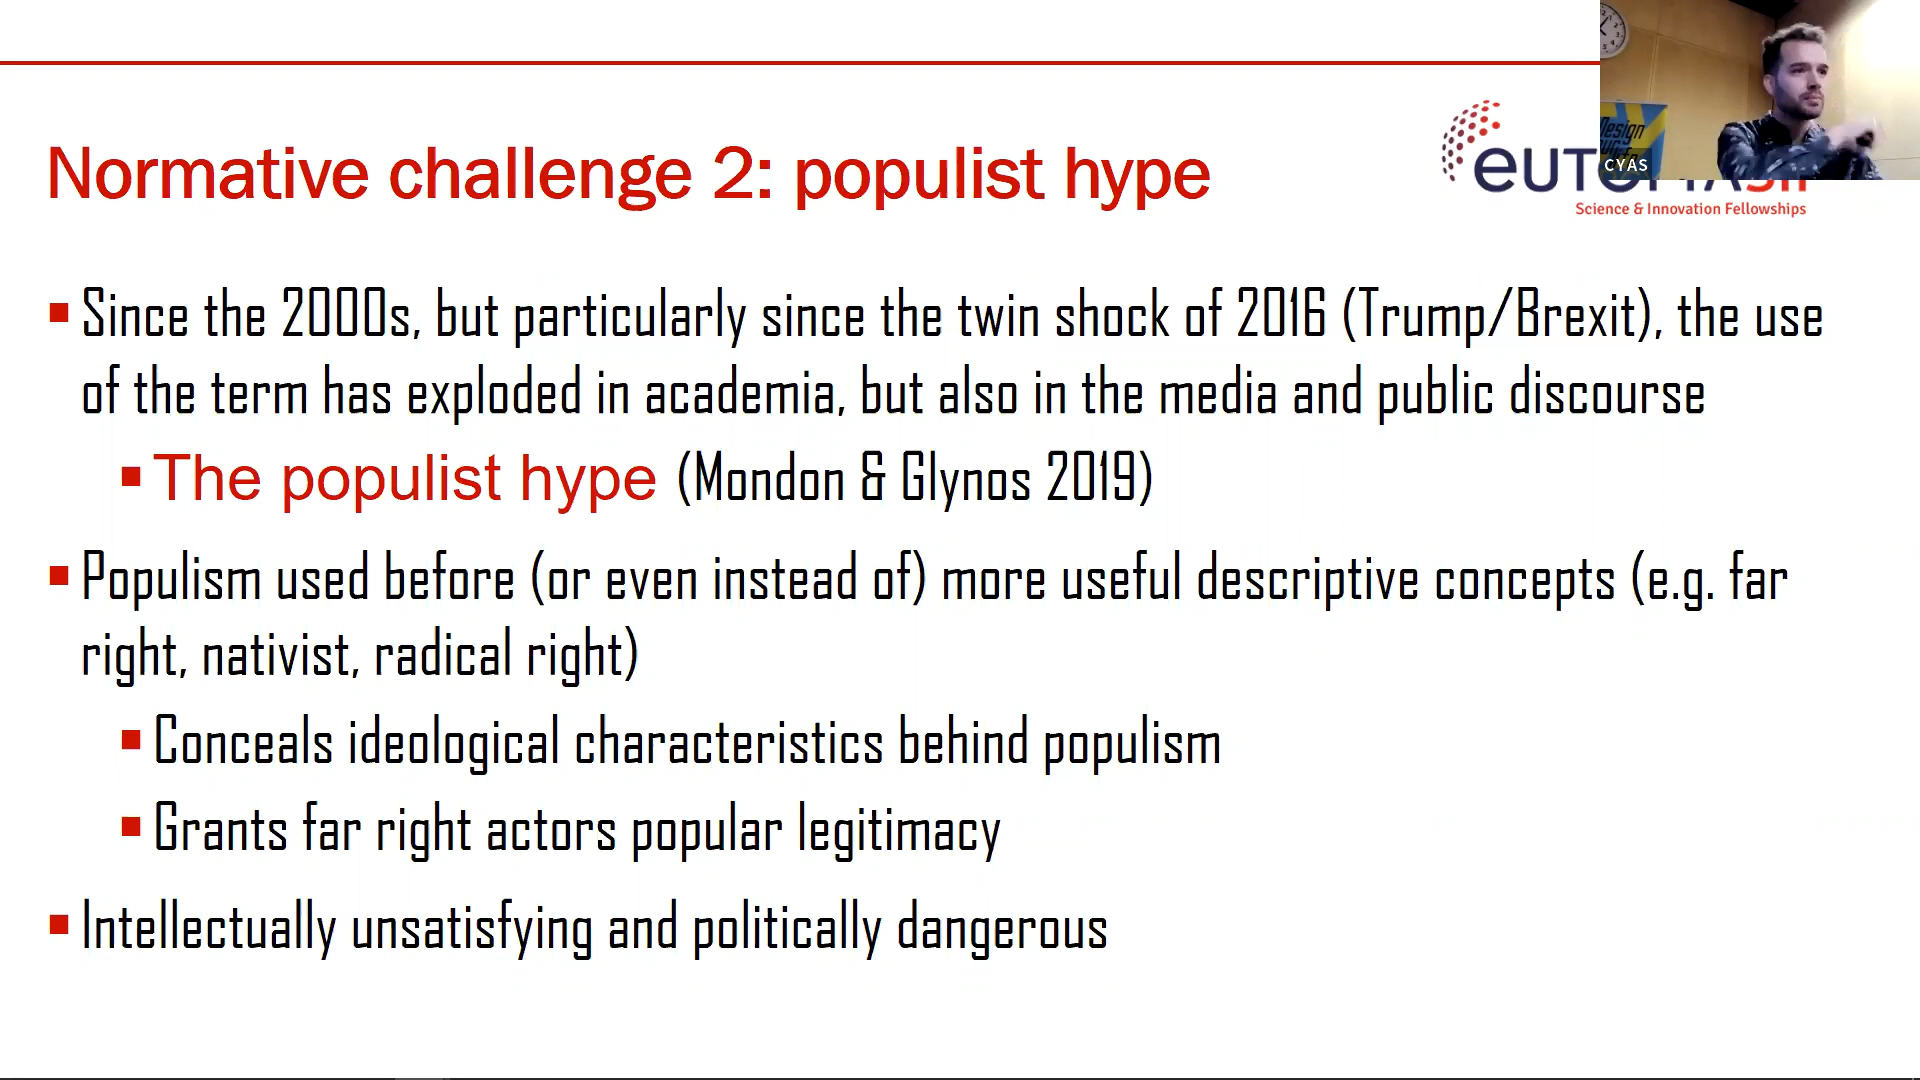 Normative challenge 2: populist hype
Science & Innovation Fellowships
Design
CYAS
Since the 2000s, but particularly since the twin shock of 2016 (Trump/Brexit), the use
of the term has exploded in academia, but also in the media and public discourse
The populist hype (Mondon & Glynos 2019)
Populism used before (or even instead of) more useful descriptive concepts (e.g. far
right, nativist, radical right)
Conceals ideological characteristics behind populism
Grants far right actors popular legitimacy
Intellectually unsatisfying and politically dangerous